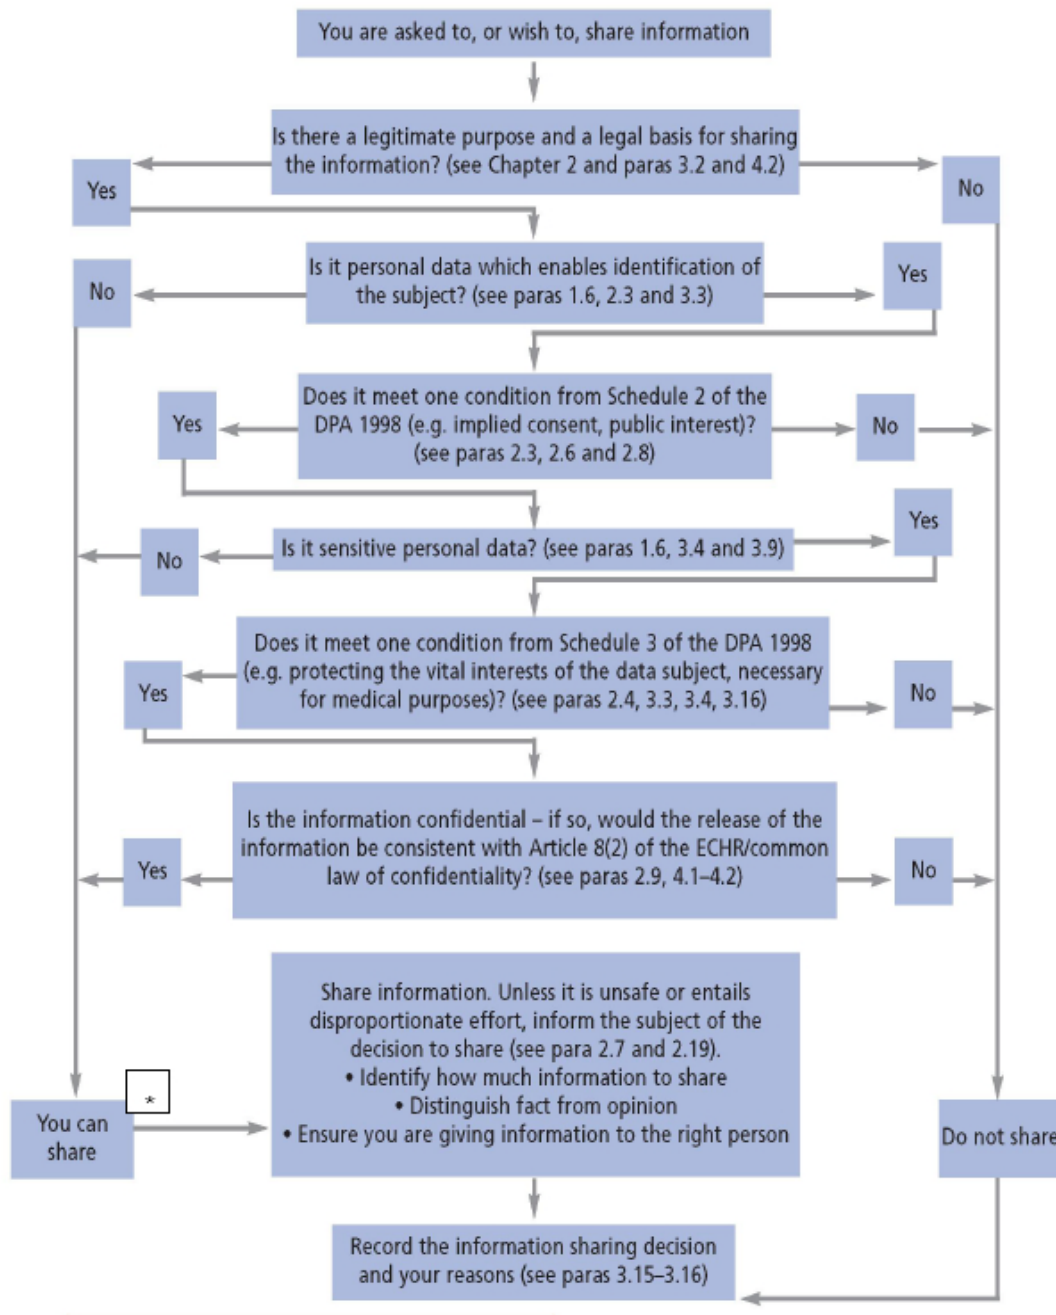 You are asked to, or wish to, share information
Is there a legitimate purpose and a legal basis for sharing
the information? (see Chapter 2 and paras 3.2 and 4.2)
Yes
No
Is it personal data which enables identification of
the subject? (see paras 1.6, 2.3 and 3.3)
No
Yes
Does it meet one condition from Schedule 2 of the
DPA 1998 (e.g. implied consent, public interest)?
(see paras 2.3, 2.6 and 2.8)
Yes
No
Is it sensitive personal data? (see paras 1.6, 3.4 and 3.9)
No
Yes
Does it meet one condition from Schedule 3 of the DPA 1998
(e.g. protecting the vital interests of the data subject, necessary
for medical purposes)? (see paras 2.4, 3.3, 3.4, 3.16)
Yes
No
Is the information confidential – if so, would the release of the
information be consistent with Article 8(2) of the ECHR/common
law of confidentiality? (see paras 2.9, 4.1–4.2)
Yes
No
Share information. Unless it is unsafe or entails
disproportionate effort, inform the subject of the
decision to share (see para 2.7 and 2.19).
• Identify how much information to share
• Distinguish fact from opinion
• Ensure you are giving information to the right person
*
You can
share
Do not share
Record the information sharing decision
and your reasons (see paras 3.15–3.16)